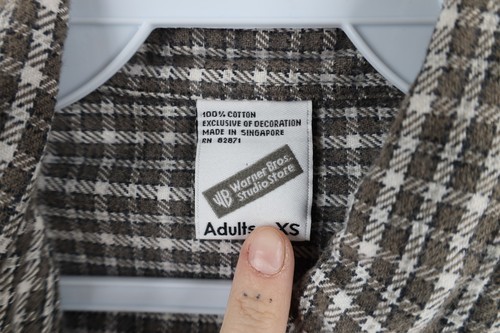 100% COTTON
EXCLUSIVE OF DECORATION
MADE IN SINGAPORE
RN 82871
WB Warner Bros.
Studio Store
Adults XS